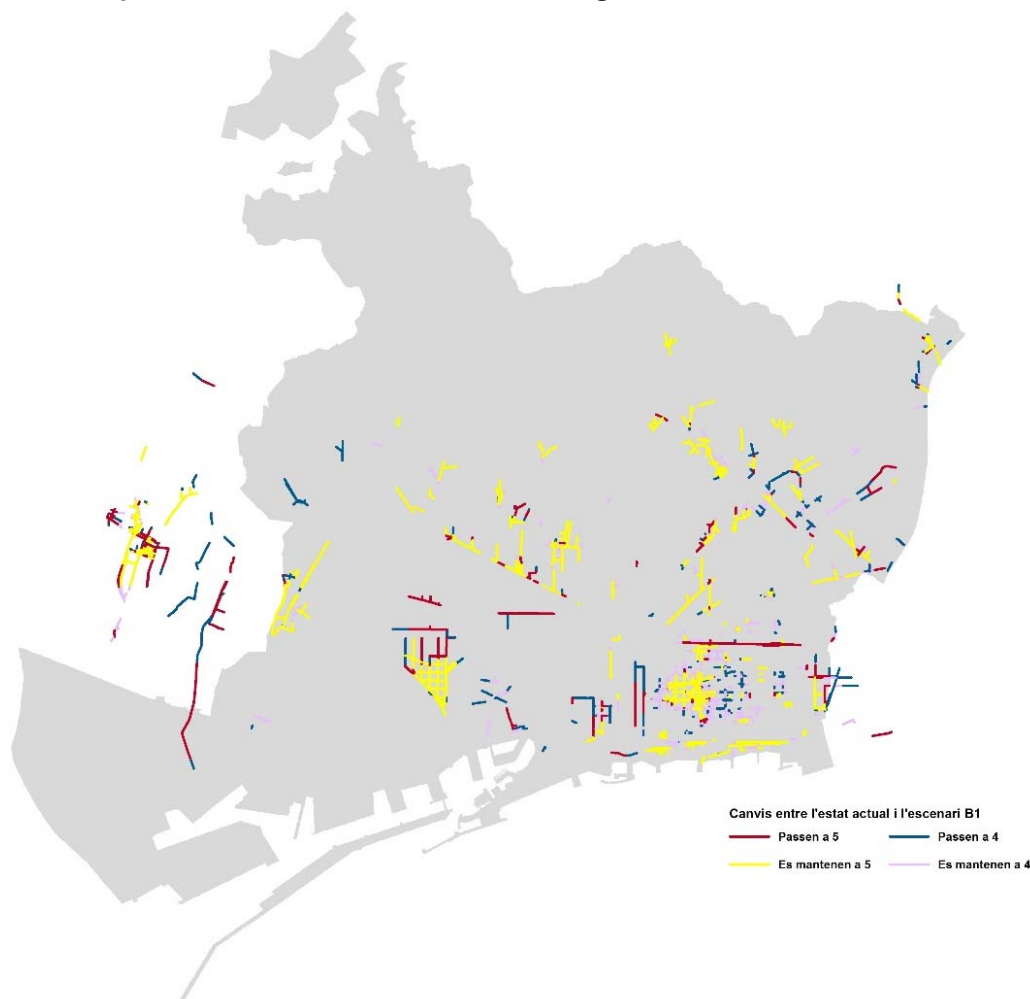 Canvis entre l'estat actual i l'escenari B1
Passen a 5 Passen a 4
Es mantenen a 5 Es mantenen a 4